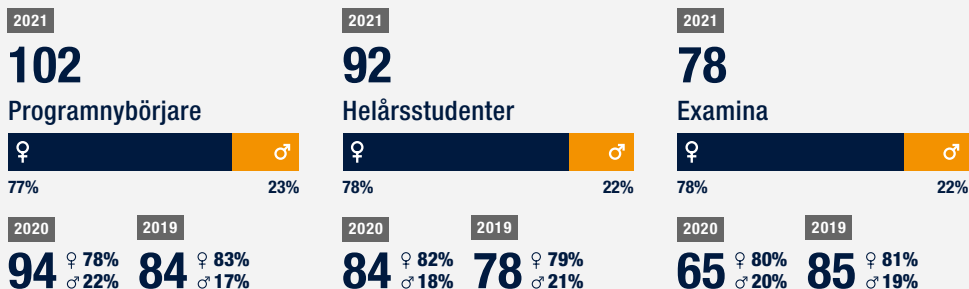 2021
102
Programnybörjare
♀ ♂
77% 23%
2020 2019
94 ♀ 78% ♂ 22% 84 ♀ 83% ♂ 17%
2021
92
Helårsstudenter
♀ ♂
78% 22%
2020 2019
84 ♀ 82% ♂ 18% 78 ♀ 79% ♂ 21%
2021
78
Examina
♀ ♂
78% 22%
2020 2019
65 ♀ 80% ♂ 20% 85 ♀ 81% ♂ 19%